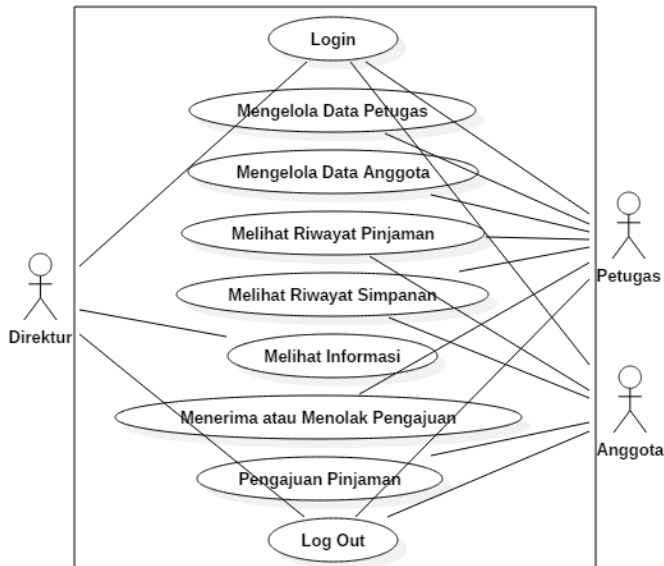 Login
Mengelola Data Petugas
Mengelola Data Anggota
Melihat Riwayat Pinjaman
Petugas
Melihat Riwayat Simpanan
Direktur
Melihat Informasi
Menerima atau Menolak Pengajuan
Anggota
Pengajuan Pinjaman
Log Out